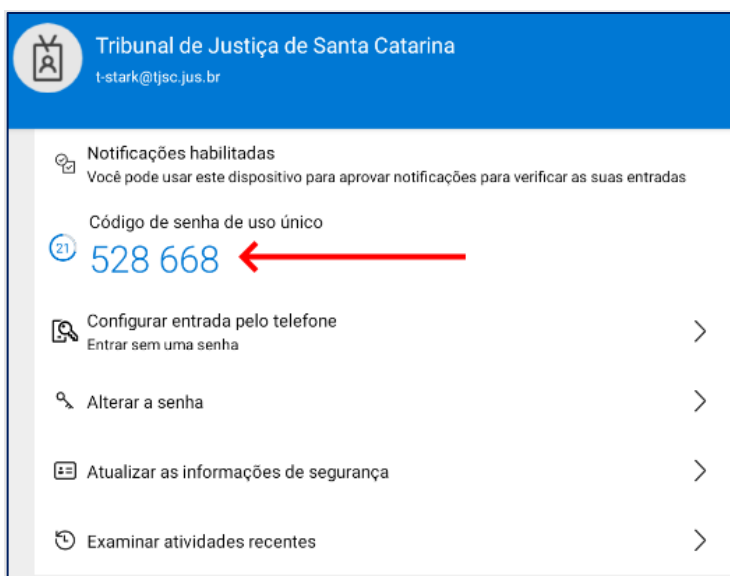 Tribunal de Justiça de Santa Catarina
t-stark@tjsc.jus.br
Notificações habilitadas
Você pode usar este dispositivo para aprovar notificações para verificar as suas entradas
Código de senha de uso único
21
528 668
Configurar entrada pelo telefone
Entrar sem uma senha
Alterar a senha
Atualizar as informações de segurança
Examinar atividades recentes